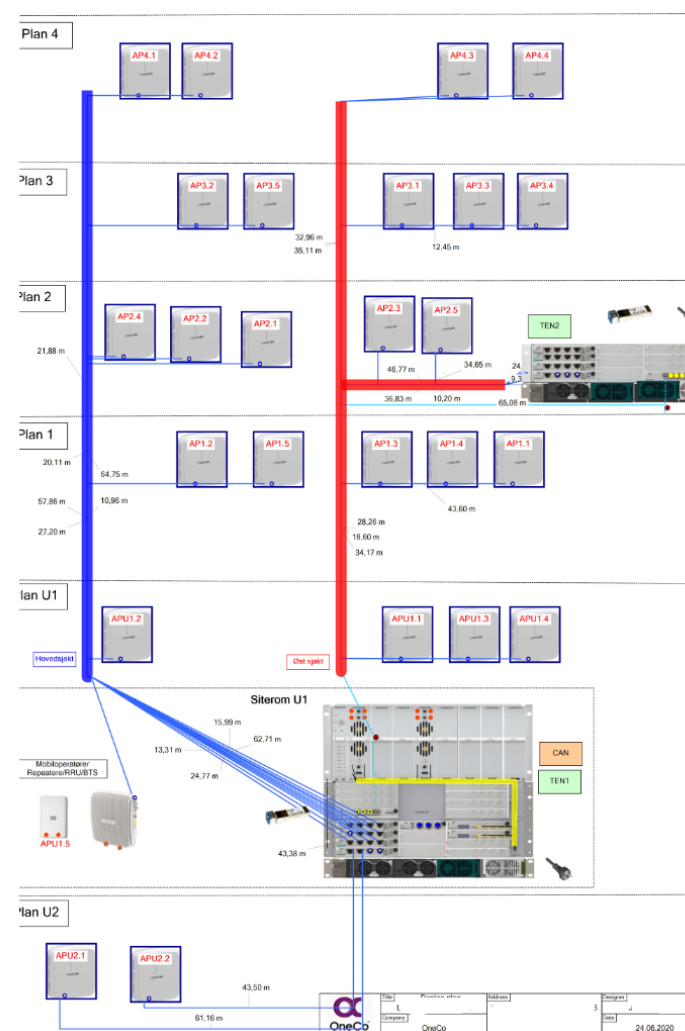 Plan 4
AP4.1
AP4.2
AP4.3
AP4.4
Plan 3
AP3.2
AP3.5
AP3.1
AP3.3
AP3.4
32,96 m
35,11 m
12,45 m
Plan 2
AP2.4
AP2.2
AP2.1
AP2.3
AP2.5
TEN2
21,88 m
46,77 m
34,65 m
24,
9,3
36,83 m
10,20 m
65,08 m
Plan 1
AP1.2
AP1.5
AP1.3
AP1.4
AP1.1
20,11 m
64,75 m
57,86 m
10,96 m
27,20 m
43,60 m
28,26 m
18,60 m
34,17 m
Plan U1
APU1.2
APU1.1
APU1.3
APU1.4
Hovedsjakt
Øst sjakt
Siterom U1
15,99 m
13,31 m
62,71 m
24,77 m
CAN
TEN1
Mobiloperatører
Repeatere/RRU/BTS
APU1.5
43,38 m
Plan U2
APU2.1
APU2.2
43,50 m
61,16 m
OneCo
Title
Address
Designer
Company
OneCo
Date
24.06.2020